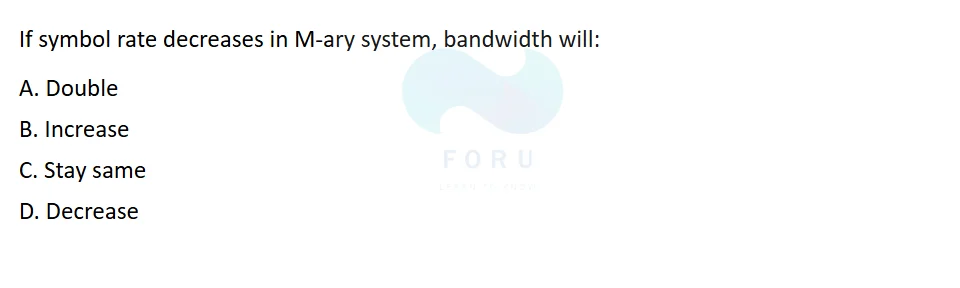 If symbol rate decreases in M-ary system, bandwidth will:
A. Double
B. Increase
C. Stay same
D. Decrease
FORU